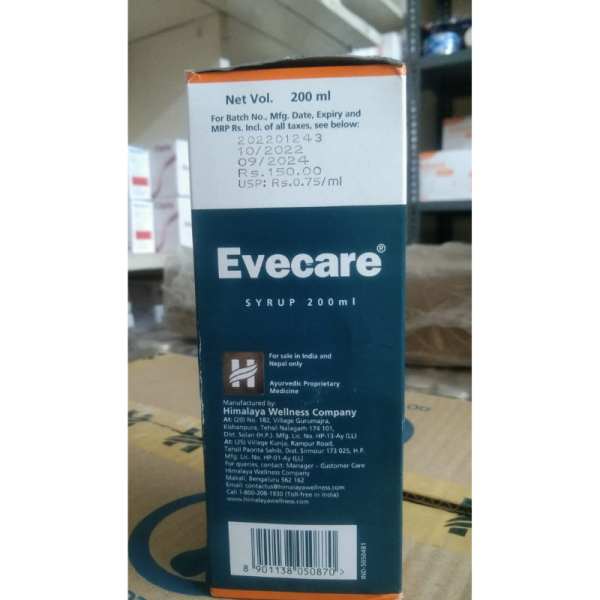 Net Vol. 200 ml
For Batch No., Mfg. Date, Expiry and
MRP Rs. Incl. of all taxes, see below:
202201243
10/2022
09/2024
Rs.150.00
USP: Rs.0.75/ml
Evecare®
SYRUP 200ml
For sale in India and
Nepal only
Ayurvedic Proprietary
Medicine
Manufactured by:
Himalaya Wellness Company
At: (20) No. 182, Village Gurumajra,
Kishanpura, Tehsil Nalagarh 174 101,
Dist. Solan (H.P.). Mfg. Lic. No. HP-13-Ay (LL)
At: (25) Village Kunja, Rampur Road,
Tehsil Paonta Sahib, Dist. Sirmour 173 025, H.P.
Mfg. Lic. No. HP-01-Ay (LL)
For queries, contact: Manager – Customer Care
Himalaya Wellness Company
Makali, Bengaluru 562 162
Email: contactus@himalayawellness.com
Call 1-800-208-1930 (Toll-free in India)
www.himalayawellness.com
8 901138 050870 >
IND-5050481